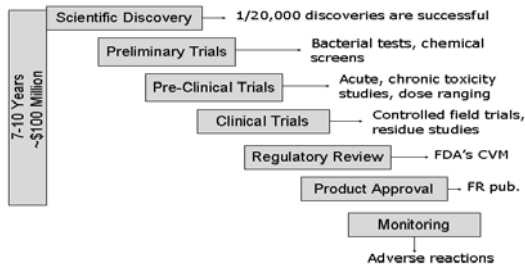 7-10 Years
~$100 Million
Scientific Discovery
1/20,000 discoveries are successful
Preliminary Trials
Bacterial tests, chemical
screens
Pre-Clinical Trials
Acute, chronic toxicity
studies, dose ranging
Clinical Trials
Controlled field trials,
residue studies
Regulatory Review
FDA's CVM
Product Approval
FR pub.
Monitoring
Adverse reactions